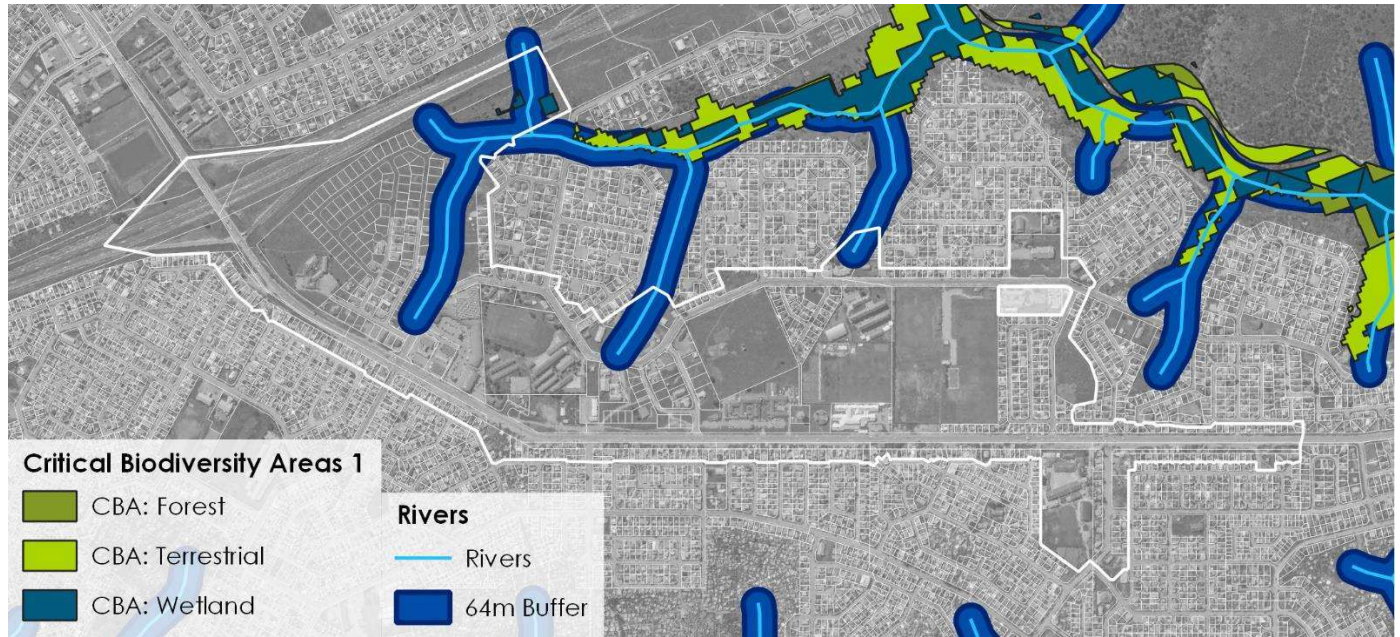 Critical Biodiversity Areas 1
CBA: Forest
CBA: Terrestrial
CBA: Wetland
Rivers
Rivers
64m Buffer